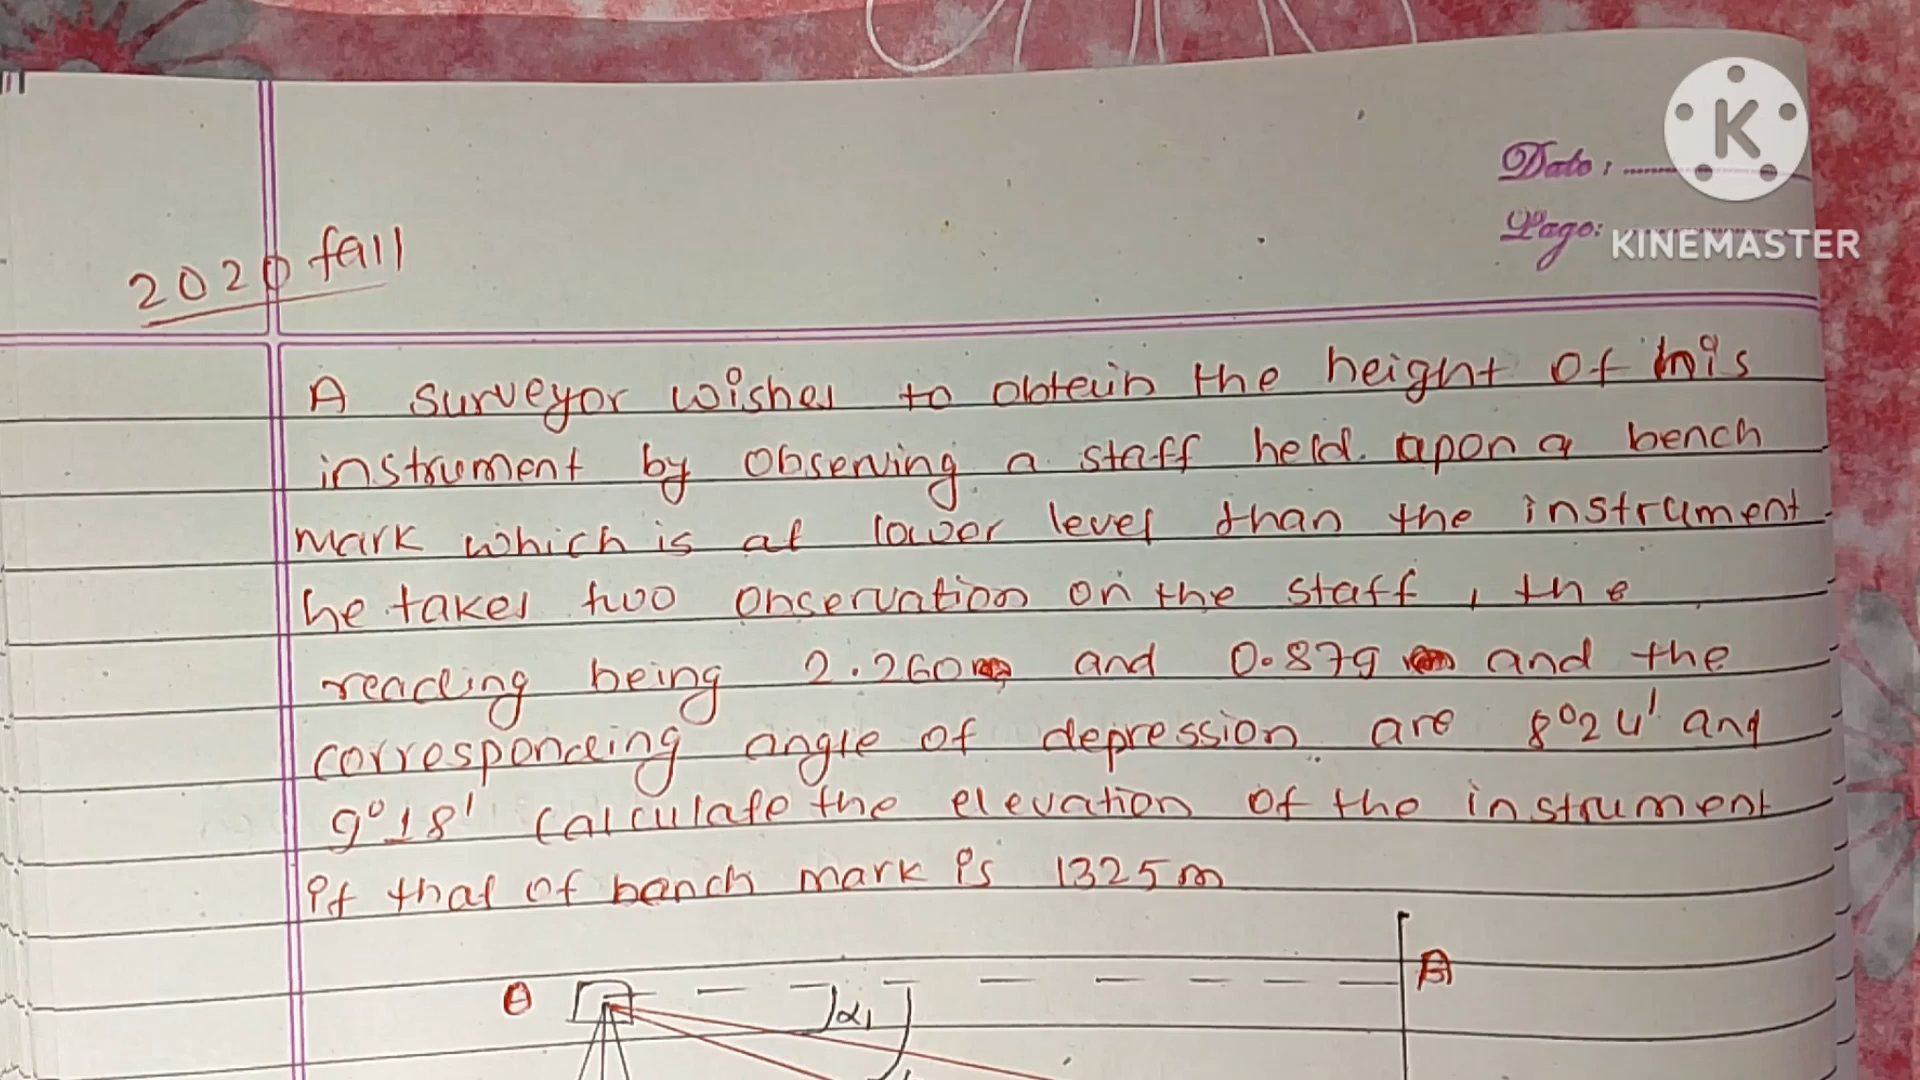 Date:
Page:
KINEMASTER
2020 fall
A surveyor wishes to obtein the height of his
instrument by observing a staff held upon a bench
mark which is at lower level than the instrument
he takes two onservation on the staff, the
reading being 2.260m and 0.879 m and the
corresponding angle of depression are 8°24' and
9°18' calculate the elevation of the instrument
if that of bench mark is 1325m
θ
α₁
B